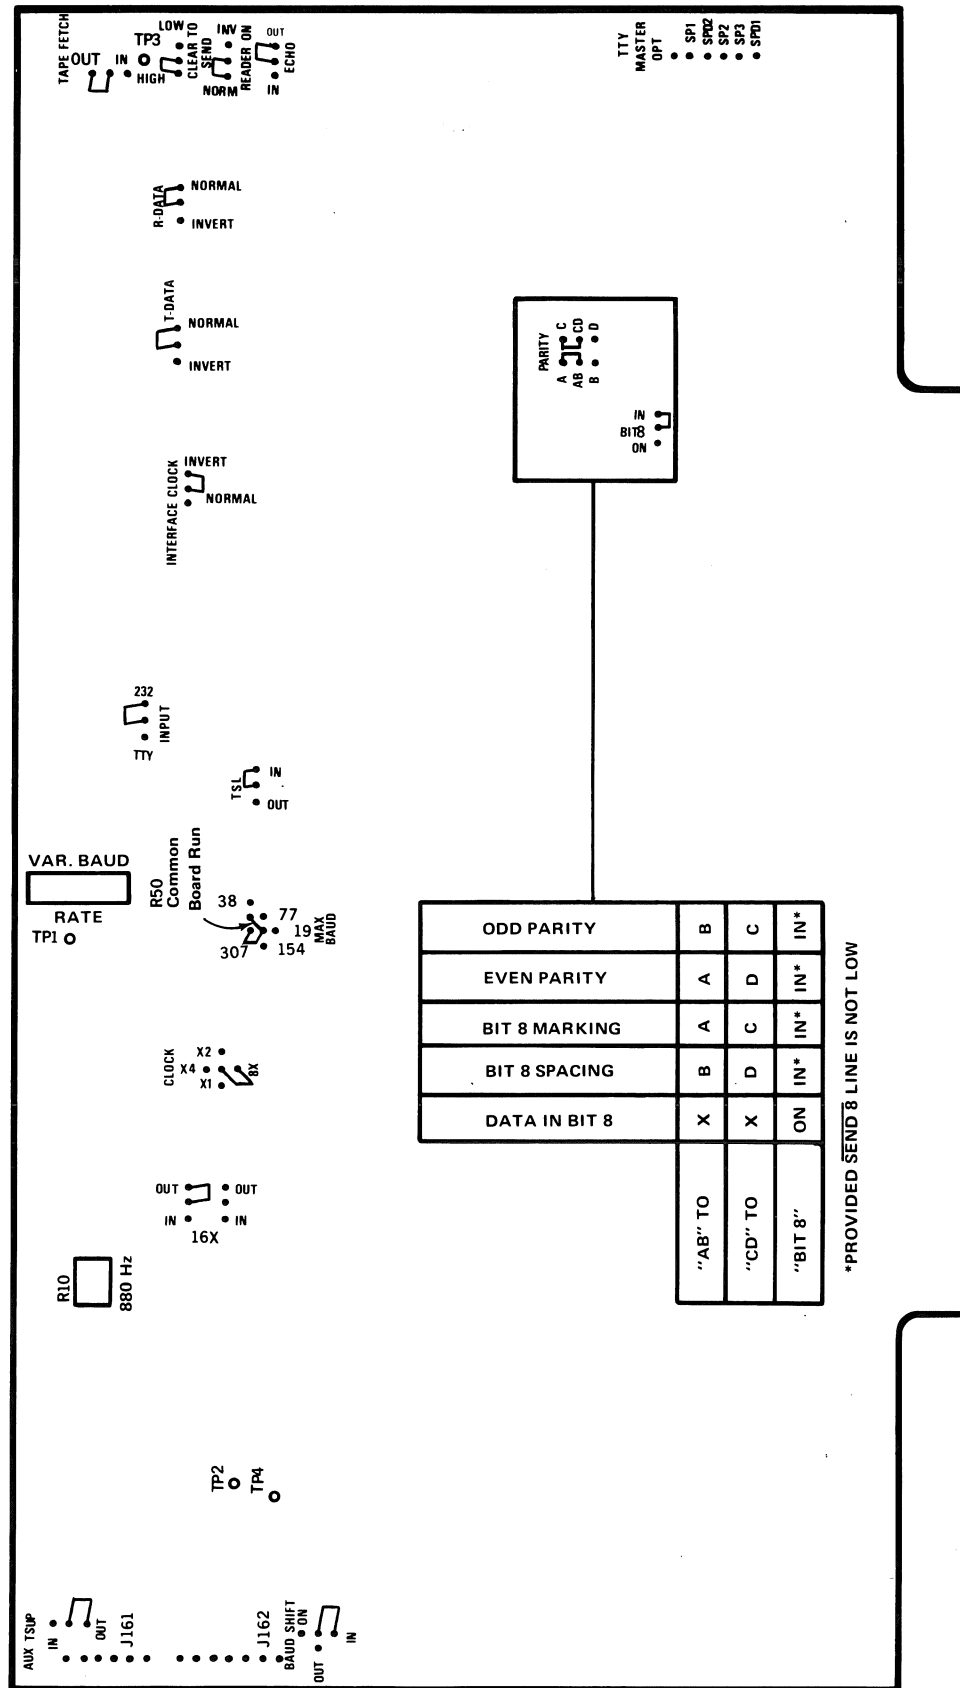 TAPE FETCH
OUT
IN
TP3
HIGH
LOW
CLEAR TO
SEND
INV
NORM
READER ON
OUT
ECHO
IN
TTY
MASTER
OPT
SP1
SPD2
SP2
SP3
SPD1
R-DATA
NORMAL
INVERT
T-DATA
NORMAL
INVERT
PARITY
A C
AB CD
B D
IN
BIT8
ON
INTERFACE CLOCK
INVERT
NORMAL
232
INPUT
TTY
TSL
IN
OUT
VAR. BAUD
RATE
TP1
R50
Common
Board Run
38
77
19
MAX
BAUD
307
154
CLOCK
X2
X4
X1
8X
OUT
OUT
IN
IN
16X
R10
880 Hz
ODD PARITY B C IN*
EVEN PARITY A D IN*
BIT 8 MARKING A C IN*
BIT 8 SPACING B D IN*
DATA IN BIT 8 X X ON
"AB" TO
"CD" TO
"BIT 8"
*PROVIDED SEND 8 LINE IS NOT LOW
TP2
TP4
AUX TSUP
IN
OUT
J161
J162
BAUD SHIFT
ON
OUT
IN